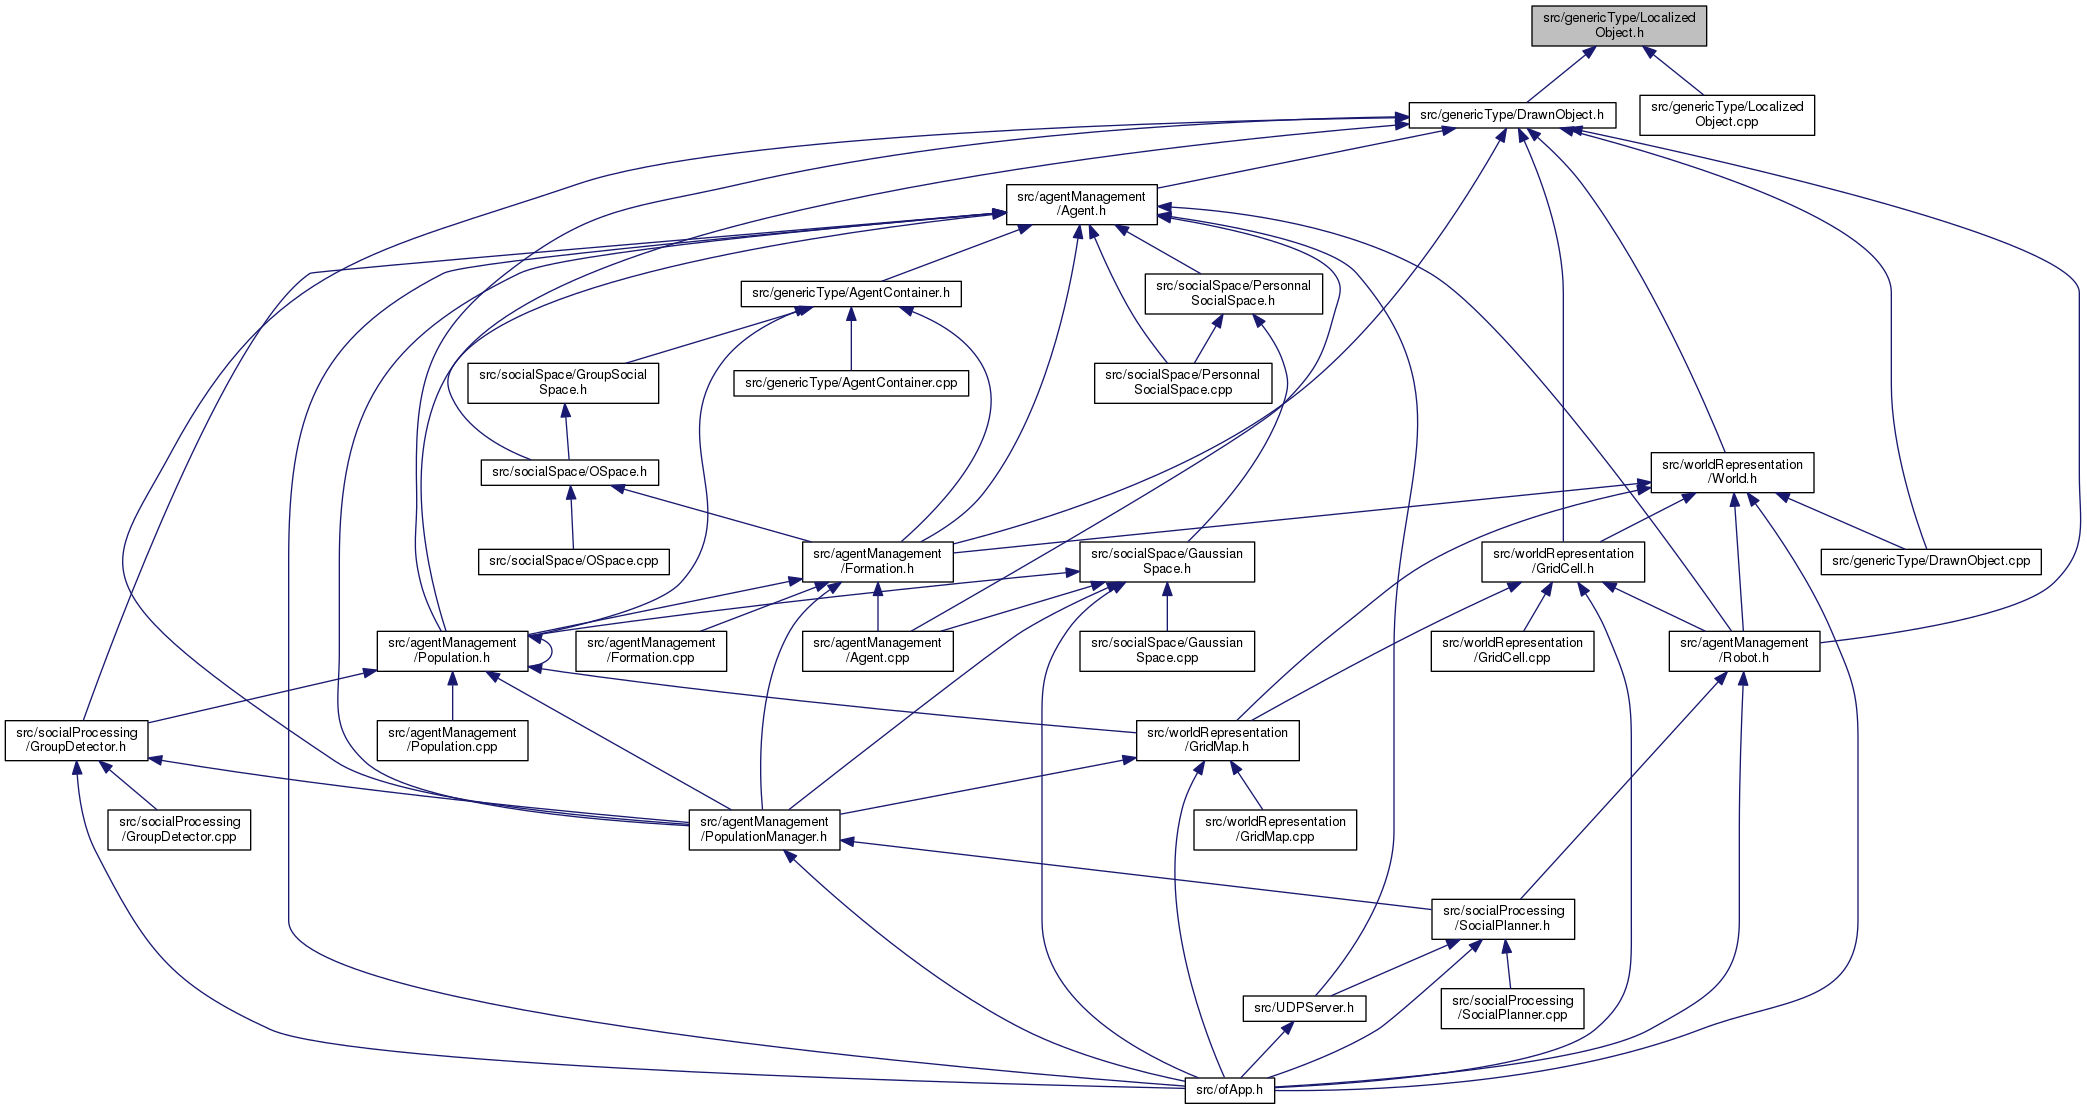 src/genericType/Localized
Object.h
src/genericType/DrawnObject.h
src/genericType/Localized
Object.cpp
src/agentManagement
/Agent.h
src/genericType/AgentContainer.h
src/socialSpace/Personnal
SocialSpace.h
src/socialSpace/GroupSocial
Space.h
src/genericType/AgentContainer.cpp
src/socialSpace/Personnal
SocialSpace.cpp
src/socialSpace/OSpace.h
src/worldRepresentation
/World.h
src/socialSpace/OSpace.cpp
src/agentManagement
/Formation.h
src/socialSpace/Gaussian
Space.h
src/worldRepresentation
/GridCell.h
src/genericType/DrawnObject.cpp
src/agentManagement
/Population.h
src/agentManagement
/Formation.cpp
src/agentManagement
/Agent.cpp
src/socialSpace/Gaussian
Space.cpp
src/worldRepresentation
/GridCell.cpp
src/agentManagement
/Robot.h
src/socialProcessing
/GroupDetector.h
src/agentManagement
/Population.cpp
src/worldRepresentation
/GridMap.h
src/socialProcessing
/GroupDetector.cpp
src/agentManagement
/PopulationManager.h
src/worldRepresentation
/GridMap.cpp
src/socialProcessing
/SocialPlanner.h
src/UDPServer.h
src/socialProcessing
/SocialPlanner.cpp
src/ofApp.h